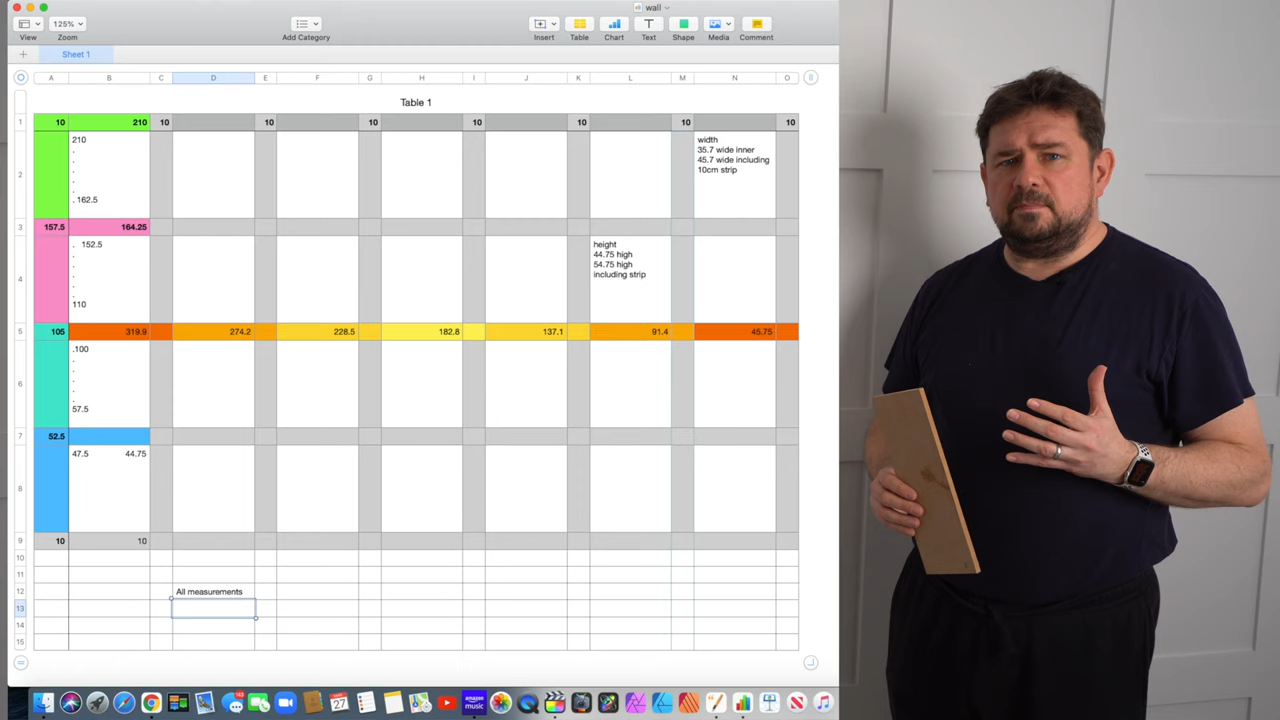 wall
125%
View
Zoom
Add Category
Insert
Table
Chart
Text
Shape
Media
Comment
+
Sheet 1
A B C D E F G H I J K L M N O
Table 1
1 10 210 10 10 10 10 10 10 10
2
210
.
.
.
.
.
. 162.5
width
35.7 wide inner
45.7 wide including
10cm strip
3 157.5 164.25
4
. 152.5
.
.
.
.
.
110
height
44.75 high
54.75 high
including strip
5 105 319.9 274.2 228.5 182.8 137.1 91.4 45.75
6
.100
.
.
.
.
.
57.5
7 52.5
47.5 44.75
8
9 10 10
10
11
12 All measurements
13
14
15
143
27
amazon
music